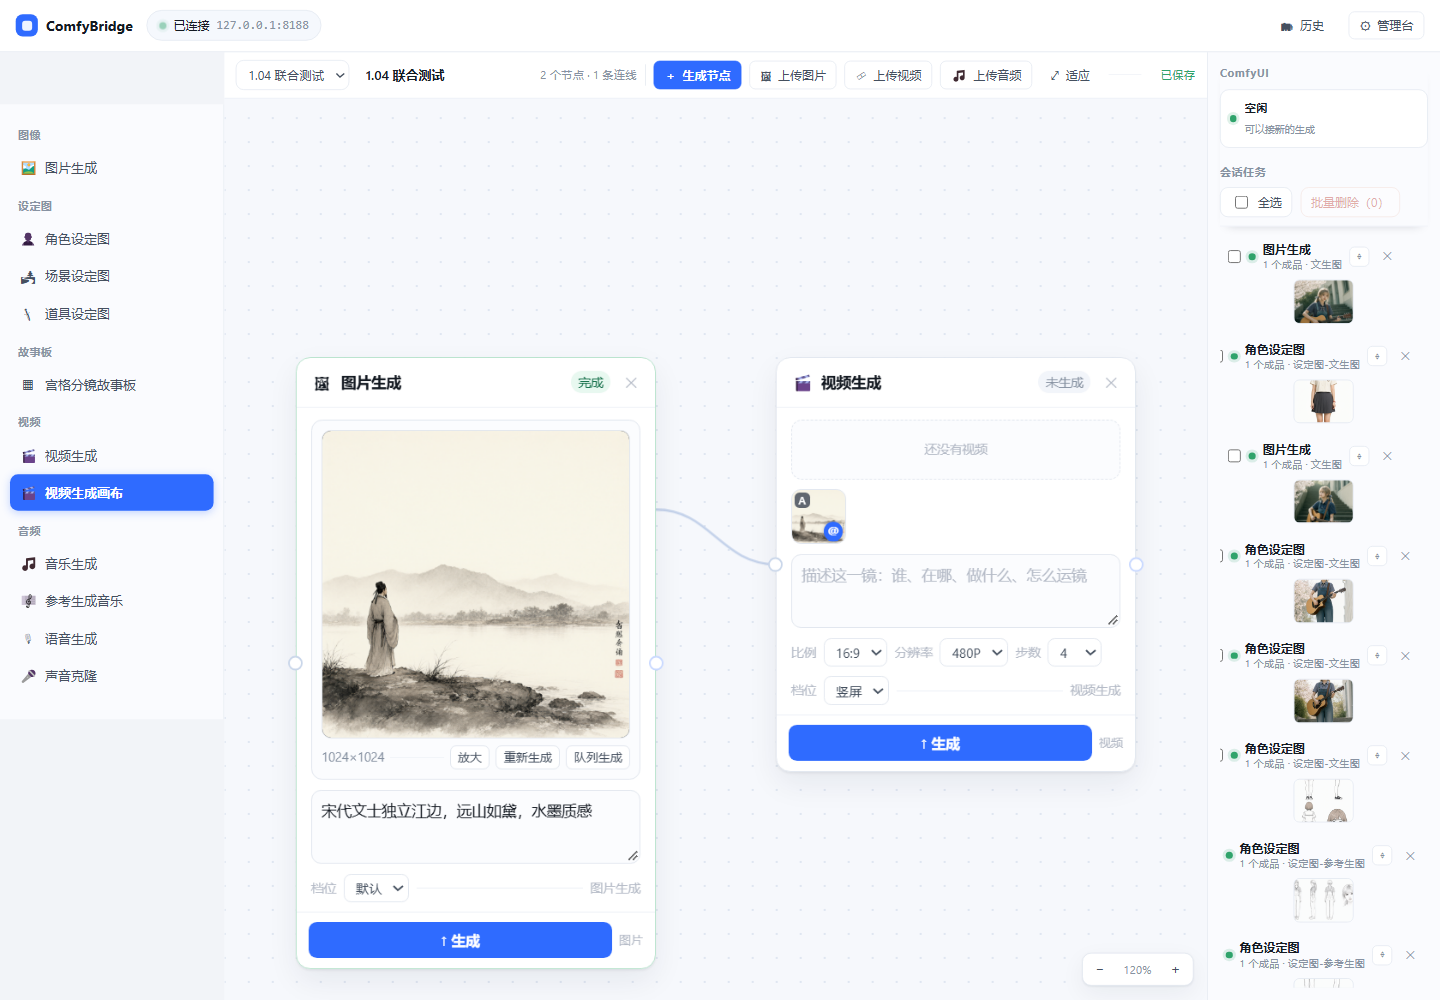 ComfyBridge
已连接 127.0.0.1:8188
历史
管理台
图像
图片生成
设定图
角色设定图
场景设定图
道具设定图
故事板
宫格分镜故事板
视频
视频生成
视频生成画布
音频
音乐生成
参考生成音乐
语音生成
声音克隆
1.04 联合测试
1.04 联合测试
2 个节点 · 1 条连线
+ 生成节点
上传图片
上传视频
上传音频
适应
已保存
图片生成
完成
1024×1024
放大
重新生成
队列生成
宋代文士独立江边，远山如黛，水墨质感
档位
默认
图片生成
↑ 生成
图片
视频生成
未生成
还没有视频
A
@
描述这一镜：谁、在哪、做什么、怎么运镜
比例
16:9
分辨率
480P
步数
4
档位
竖屏
视频生成
↑ 生成
视频
− 120% +
ComfyUI
空闲
可以接新的生成
会话任务
全选
批量删除（0）
图片生成
1 个成品 · 文生图
角色设定图
1 个成品 · 设定图-文生图
图片生成
1 个成品 · 文生图
角色设定图
1 个成品 · 设定图-文生图
角色设定图
1 个成品 · 设定图-文生图
角色设定图
1 个成品 · 设定图-文生图
角色设定图
1 个成品 · 设定图-参考生图
角色设定图
1 个成品 · 设定图-参考生图